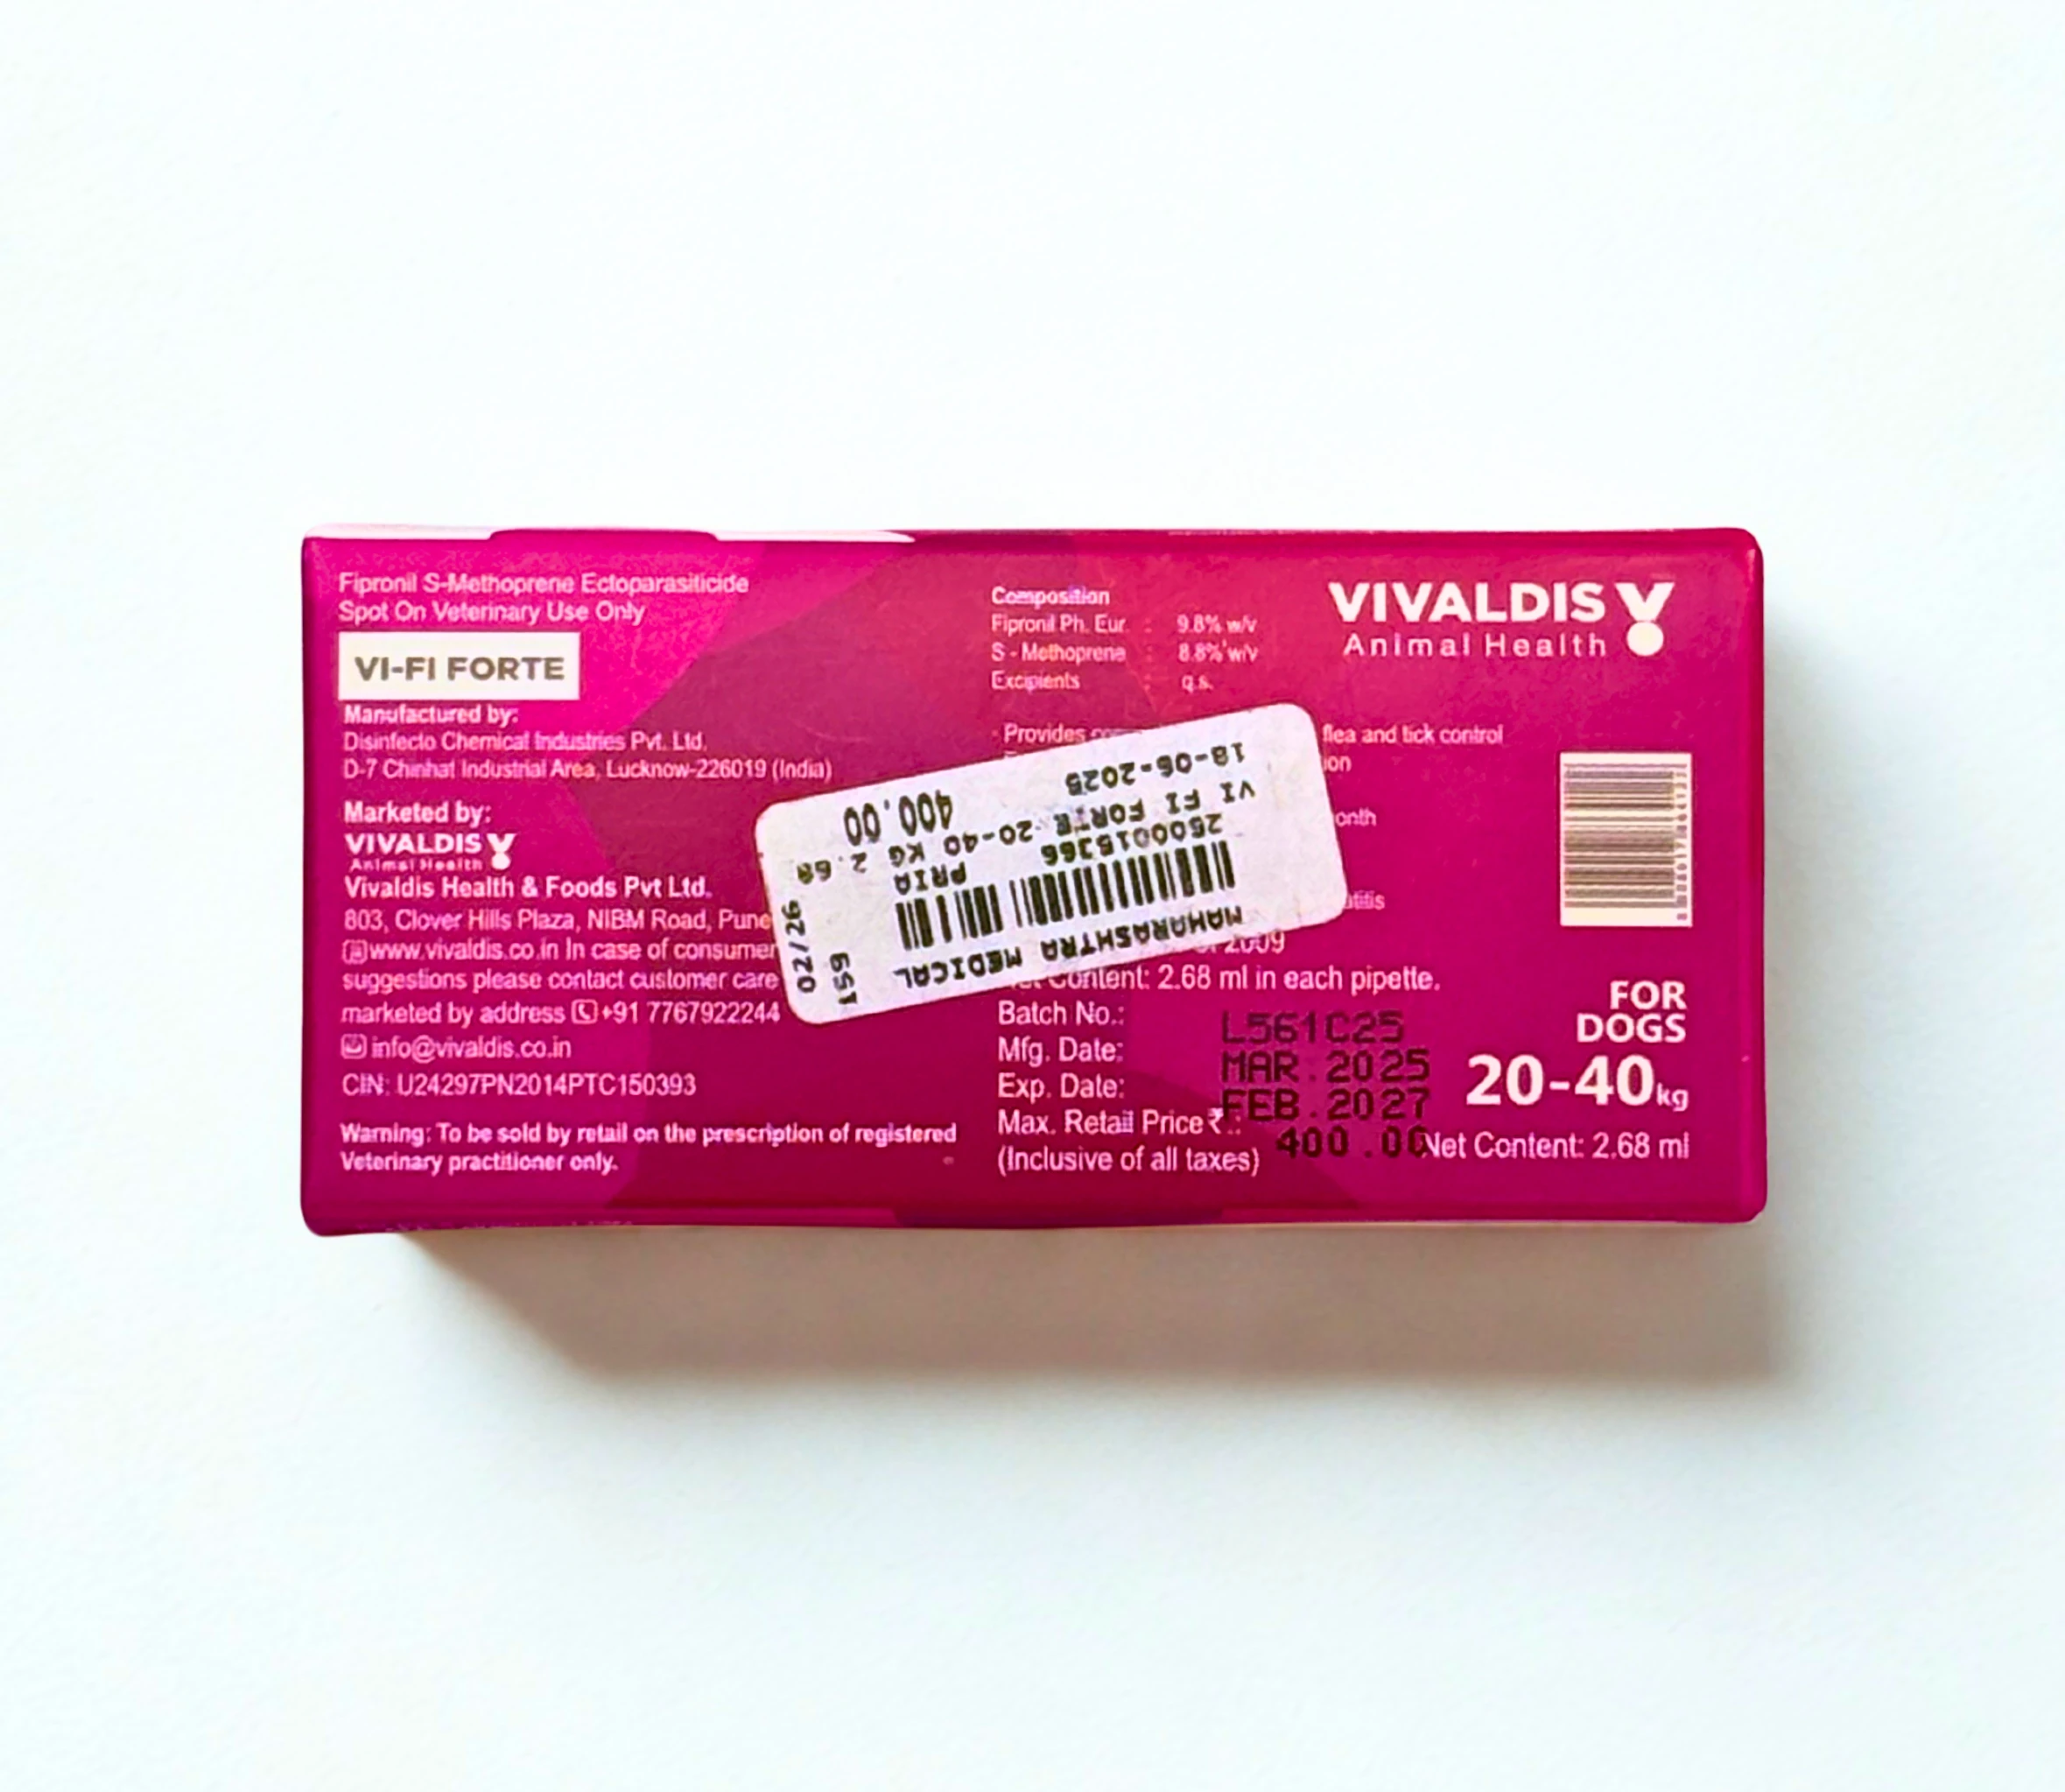 Fipronil S-Methoprene Ectoparasiticide
Spot On Veterinary Use Only
VI-FI FORTE
Manufactured by:
Disinfecto Chemical Industries Pvt. Ltd.
D-7 Chinhat Industrial Area, Lucknow-226019 (India)
Marketed by:
VIVALDIS
Animal Health
Vivaldis Health & Foods Pvt Ltd.
803, Clover Hills Plaza, NIBM Road, Pune
www.vivaldis.co.in In case of consumer
suggestions please contact customer care
marketed by address +91 7767922244
info@vivaldis.co.in
CIN: U24297PN2014PTC150393
Warning: To be sold by retail on the prescription of registered
Veterinary practitioner only.
Composition
Fipronil Ph. Eur. : 9.8% w/v
S - Methoprene : 8.8% w/v
Excipients : q.s.
Provides flea and tick control
2009
Content: 2.68 ml in each pipette.
Batch No.: L561C25
Mfg. Date: MAR.2025
Exp. Date: FEB.2027
Max. Retail Price ₹.: 400.00
(Inclusive of all taxes)
MAHARASHTRA MEDICAL
2500015366 PRIA
VI FI FORTE 20-40 KG 2.68
18-06-2025 400.00
02/26
VIVALDIS
Animal Health
FOR
DOGS
20-40kg
Net Content: 2.68 ml